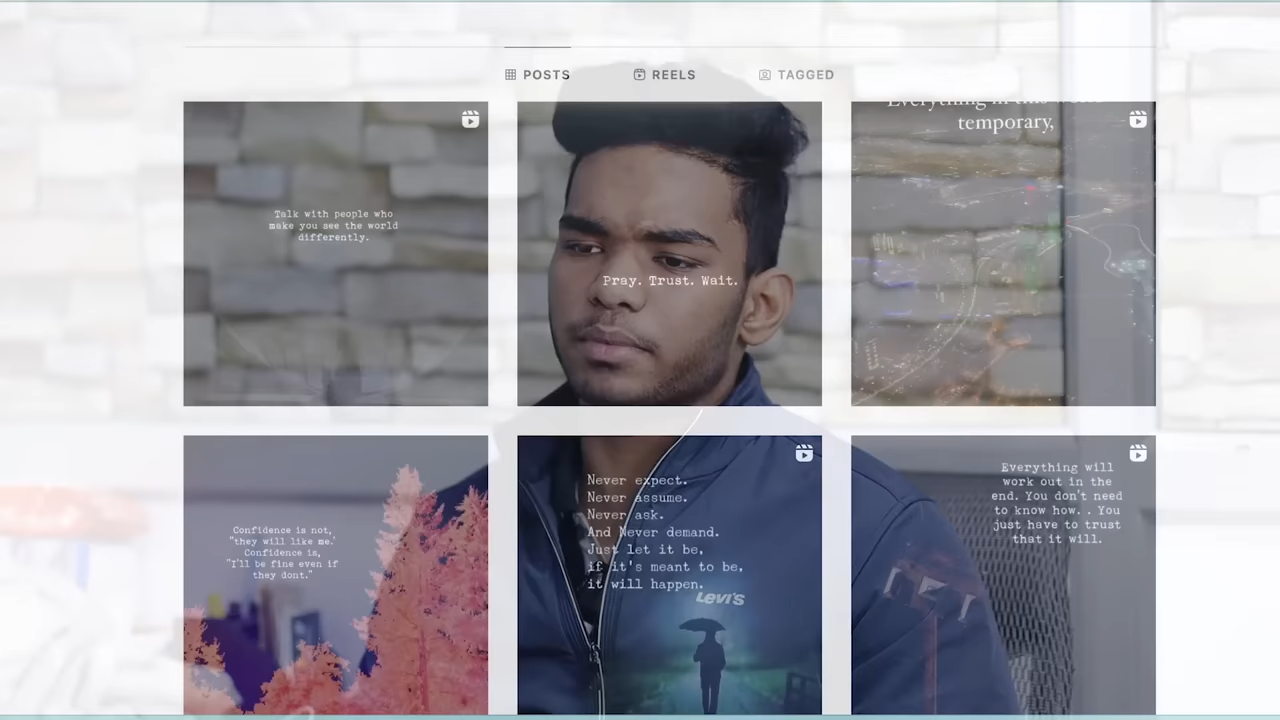 POSTS
REELS
TAGGED
Everything in this
temporary,
Talk with people who
make you see the world
differently.
Pray. Trust. Wait.
Confidence is not,
"they will like me."
Confidence is,
"I'll be fine even if
they dont."
Never expect.
Never assume.
Never ask.
And Never demand.
Just let it be,
if it's meant to be,
it will happen.
Levi's
Everything will
work out in the
end. You don't need
to know how. . You
just have to trust
that it will.